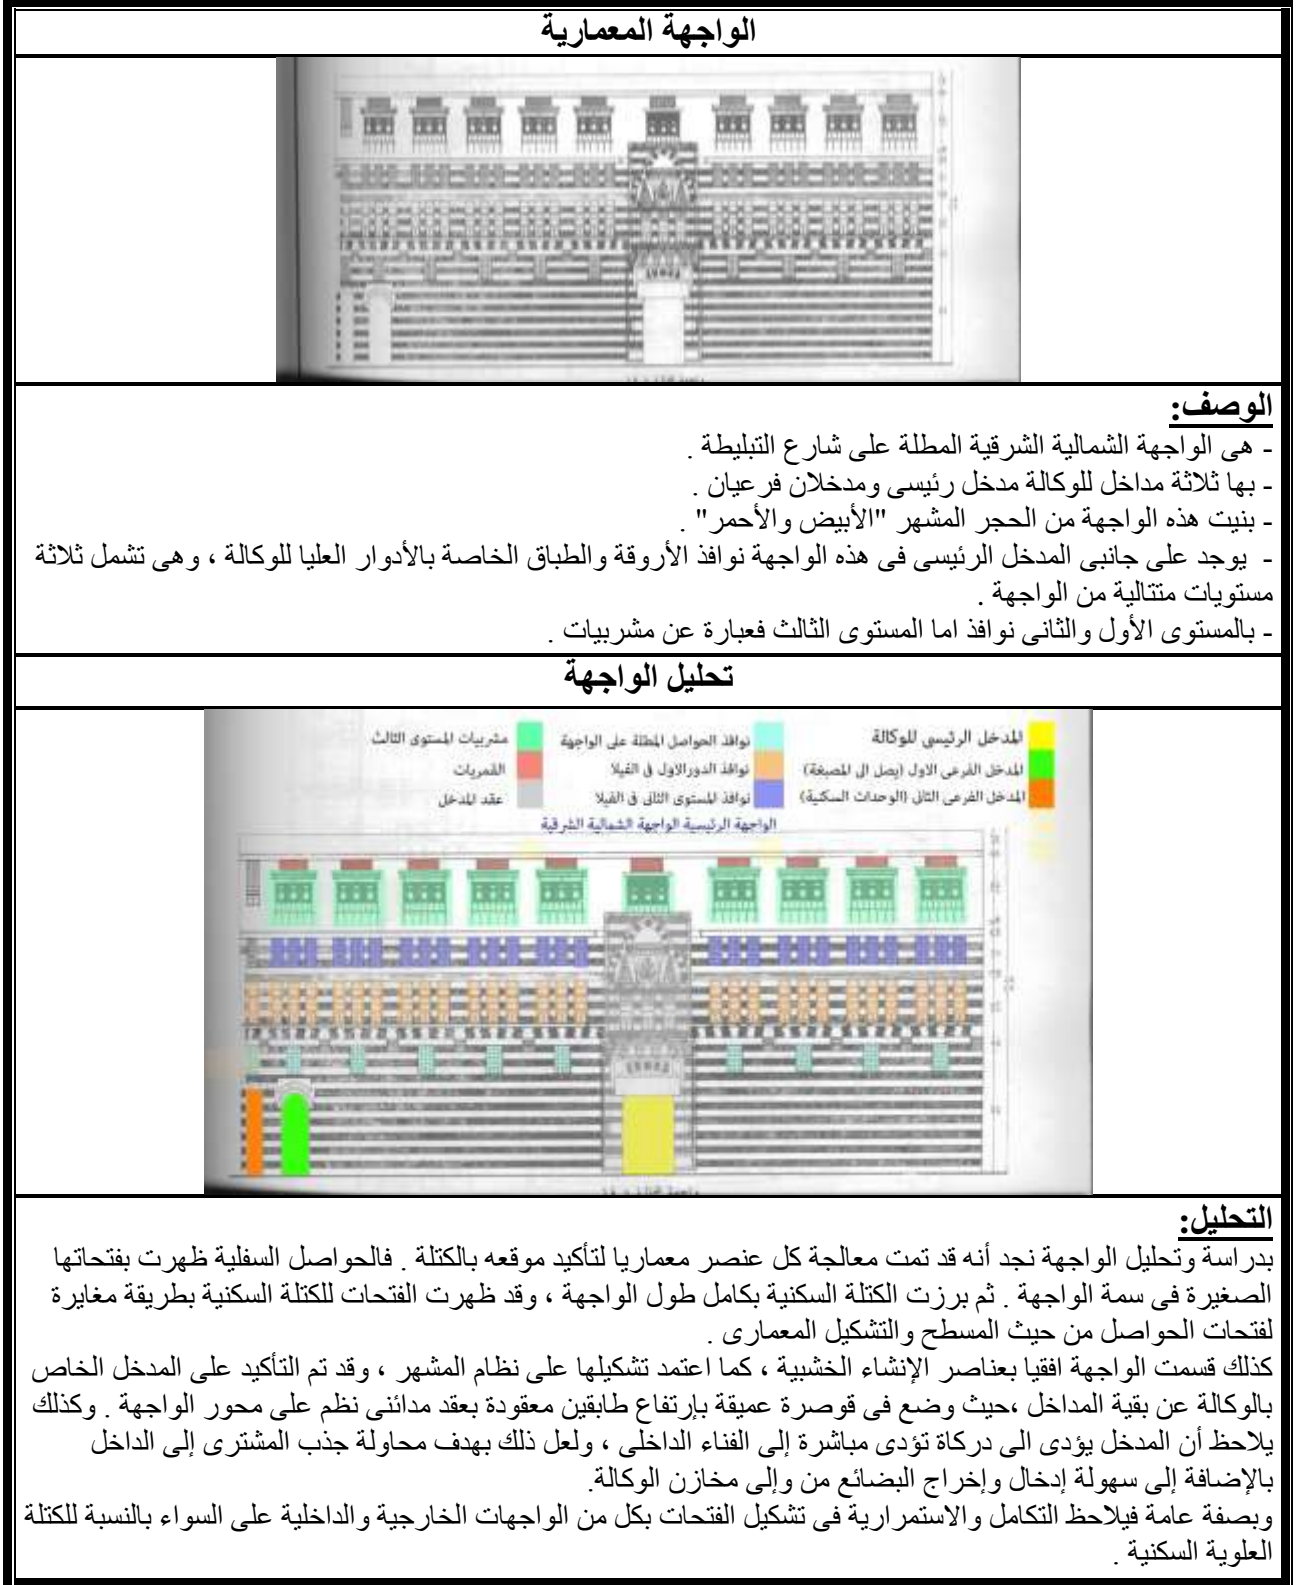 الواجهة المعمارية
الوصف:
- هى الواجهة الشمالية الشرقية المطلة على شارع التبليطة .
- بها ثلاثة مداخل للوكالة مدخل رئيسى ومدخلان فرعيان .
- بنيت هذه الواجهة من الحجر المشهر "الأبيض والأحمر" .
- يوجد على جانبى المدخل الرئيسى فى هذه الواجهة نوافذ الأروقة والطباق الخاصة بالأدوار العليا للوكالة ، وهى تشمل ثلاثة
مستويات متتالية من الواجهة .
- بالمستوى الأول والثانى نوافذ اما المستوى الثالث فعبارة عن مشربيات .
تحليل الواجهة
المدخل الرئيسي للوكالة
المدخل الفرعى الاول (يصل الى المصبغة)
المدخل الفرعى الثانى (الوحدات السكنية)
نوافذ الحواصل المطلة على الواجهة
نوافذ الدورالاول فى الفيلا
نوافذ المستوى الثانى فى الفيلا
مشربيات المستوى الثالث
القمريات
عقد المدخل
الواجهة الرئيسية الواجهة الشمالية الشرقية
التحليل:
بدراسة وتحليل الواجهة نجد أنه قد تمت معالجة كل عنصر معماريا لتأكيد موقعه بالكتلة . فالحواصل السفلية ظهرت بفتحاتها
الصغيرة فى سمة الواجهة . ثم برزت الكتلة السكنية بكامل طول الواجهة ، وقد ظهرت الفتحات للكتلة السكنية بطريقة مغايرة
لفتحات الحواصل من حيث المسطح والتشكيل المعمارى .
كذلك قسمت الواجهة افقيا بعناصر الإنشاء الخشبية ، كما اعتمد تشكيلها على نظام المشهر ، وقد تم التأكيد على المدخل الخاص
بالوكالة عن بقية المداخل ،حيث وضع فى قوصرة عميقة بإرتفاع طابقين معقودة بعقد مدائنى نظم على محور الواجهة . وكذلك
يلاحظ أن المدخل يؤدى الى دركاة تؤدى مباشرة إلى الفناء الداخلى ، ولعل ذلك بهدف محاولة جذب المشترى إلى الداخل
بالإضافة إلى سهولة إدخال وإخراج البضائع من وإلى مخازن الوكالة.
وبصفة عامة فيلاحظ التكامل والاستمرارية فى تشكيل الفتحات بكل من الواجهات الخارجية والداخلية على السواء بالنسبة للكتلة
العلوية السكنية .